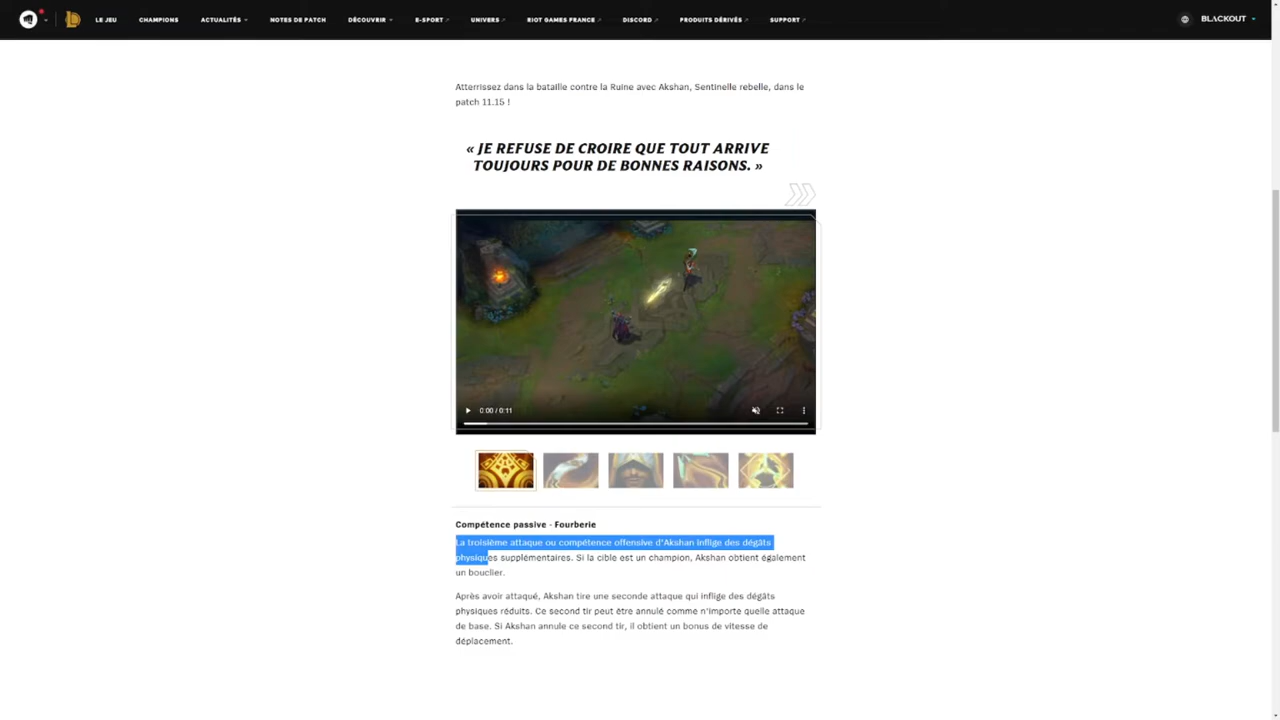 LE JEU CHAMPIONS ACTUALITÉS NOTES DE PATCH DÉCOUVRIR E-SPORT UNIVERS RIOT GAMES FRANCE DISCORD PRODUITS DÉRIVÉS SUPPORT BLACKOUT
Atterrissez dans la bataille contre la Ruine avec Akshan, Sentinelle rebelle, dans le
patch 11.15 !
« JE REFUSE DE CROIRE QUE TOUT ARRIVE
TOUJOURS POUR DE BONNES RAISONS. »
0:00 / 0:11
Compétence passive - Fourberie
La troisième attaque ou compétence offensive d'Akshan inflige des dégâts
physiques supplémentaires. Si la cible est un champion, Akshan obtient également
un bouclier.
Après avoir attaqué, Akshan tire une seconde attaque qui inflige des dégâts
physiques réduits. Ce second tir peut être annulé comme n'importe quelle attaque
de base. Si Akshan annule ce second tir, il obtient un bonus de vitesse de
déplacement.